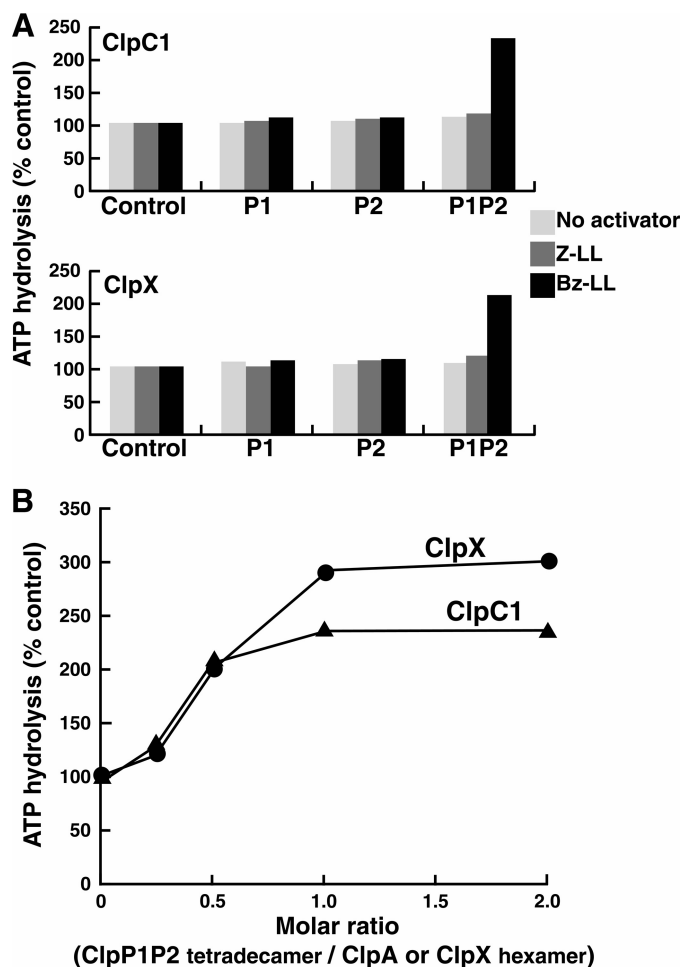 A
ATP hydrolysis (% control)
ClpC1
250
200
150
100
50
0
Control P1 P2 P1P2
No activator
Z-LL
Bz-LL
ClpX
250
200
150
100
50
0
Control P1 P2 P1P2
B
ATP hydrolysis (% control)
350
300
250
200
150
100
50
0
ClpX
ClpC1
0 0.5 1.0 1.5 2.0
Molar ratio
(ClpP1P2 tetradecamer / ClpA or ClpX hexamer)